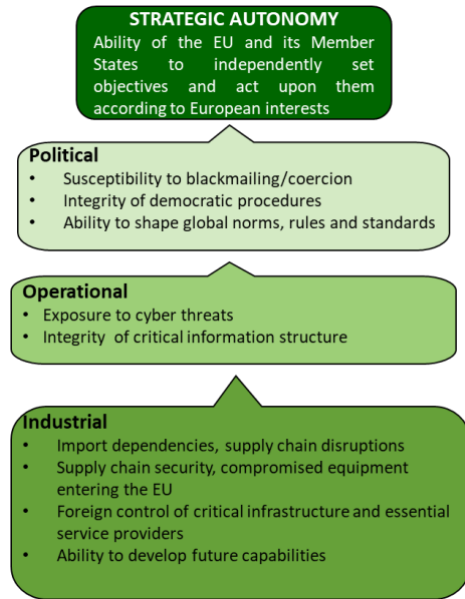 STRATEGIC AUTONOMY
Ability of the EU and its Member
States to independently set
objectives and act upon them
according to European interests
Political
• Susceptibility to blackmailing/coercion
• Integrity of democratic procedures
• Ability to shape global norms, rules and standards
Operational
• Exposure to cyber threats
• Integrity of critical information structure
Industrial
• Import dependencies, supply chain disruptions
• Supply chain security, compromised equipment
entering the EU
• Foreign control of critical infrastructure and essential
service providers
• Ability to develop future capabilities